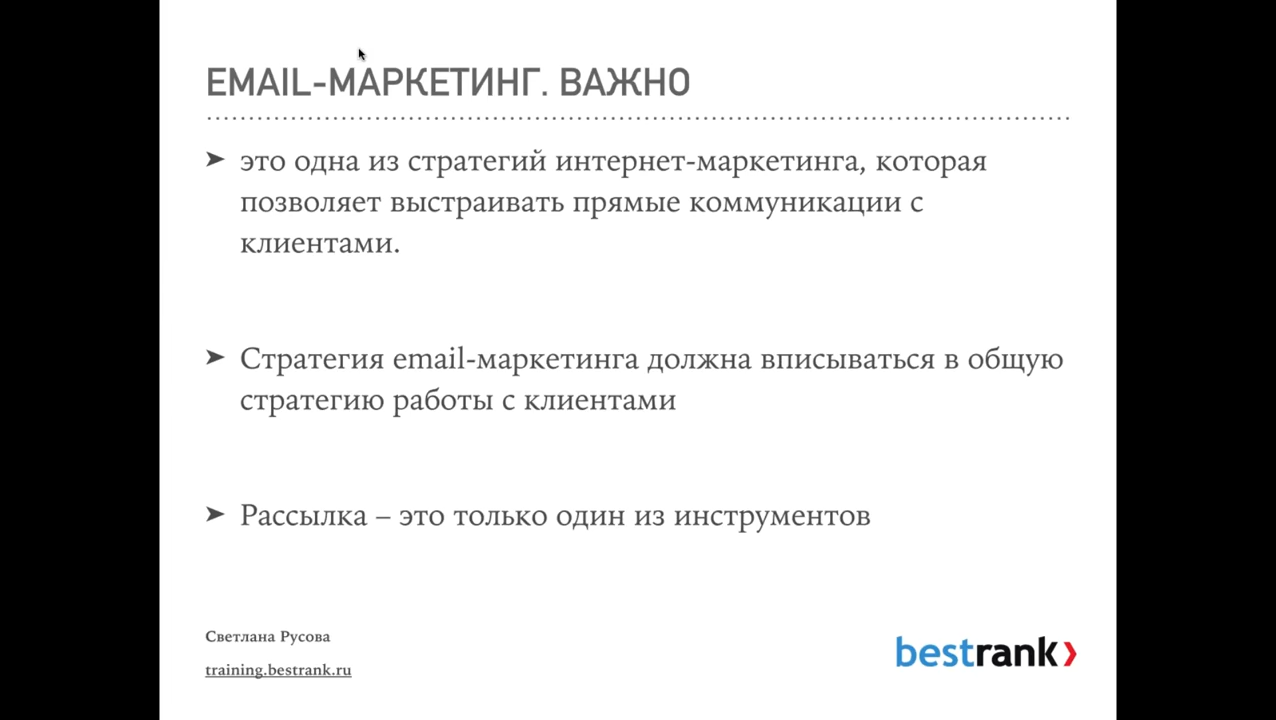 EMAIL-МАРКЕТИНГ. ВАЖНО
➤ это одна из стратегий интернет-маркетинга, которая
позволяет выстраивать прямые коммуникации с
клиентами.
➤ Стратегия email-маркетинга должна вписываться в общую
стратегию работы с клиентами
➤ Рассылка – это только один из инструментов
Светлана Русова
training.bestrank.ru
bestrank